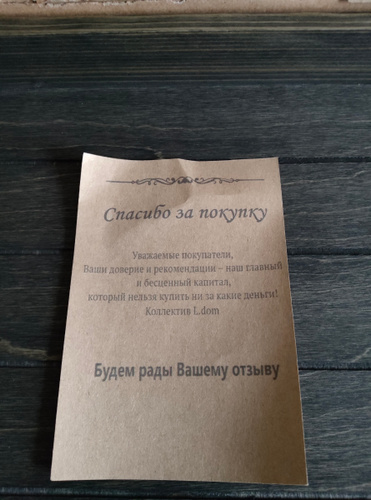 Спасибо за покупку
Уважаемые покупатели,
Ваши доверие и рекомендации – наш главный
и бесценный капитал,
который нельзя купить ни за какие деньги!
Коллектив L.dom
Будем рады Вашему отзыву